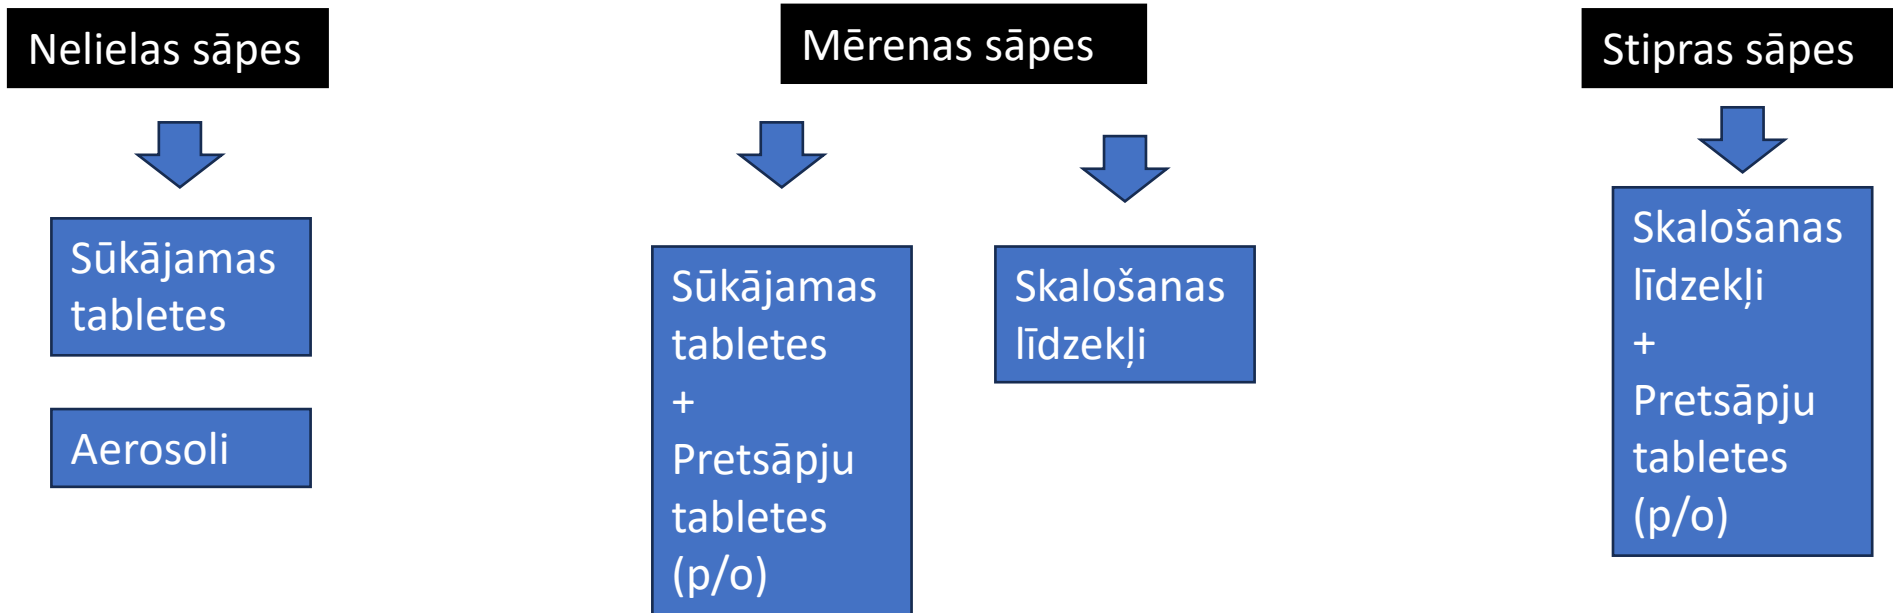 Nelielas sāpes
Sūkājamas
tabletes
Aerosoli
Mērenas sāpes
Sūkājamas
tabletes
+
Pretsāpju
tabletes
(p/o)
Skalošanas
līdzekļi
Stipras sāpes
Skalošanas
līdzekļi
+
Pretsāpju
tabletes
(p/o)